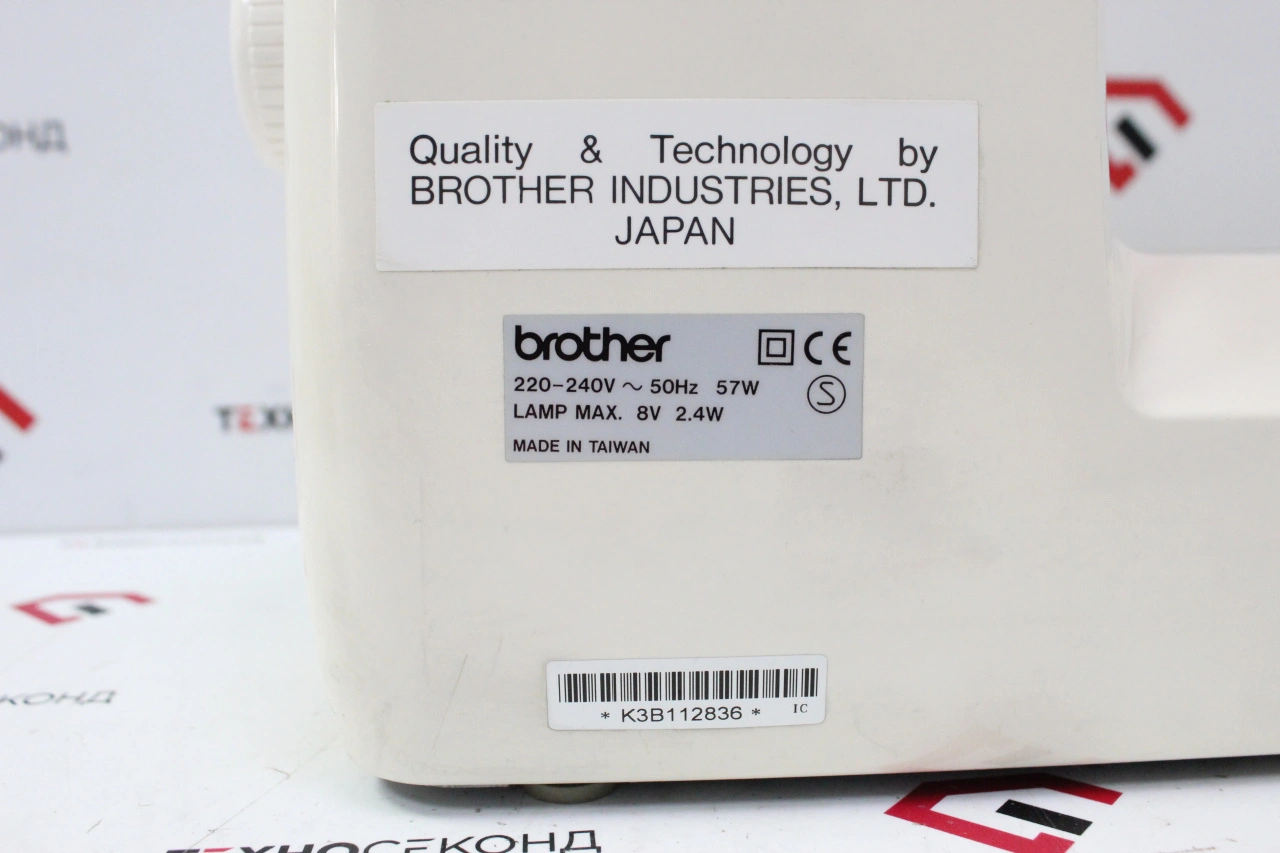 Quality & Technology by
BROTHER INDUSTRIES, LTD.
JAPAN
brother
CE
220-240V ~ 50Hz 57W
S
LAMP MAX. 8V 2.4W
MADE IN TAIWAN
* K3B112836 * IC
ТЕХНОСЕКОНД